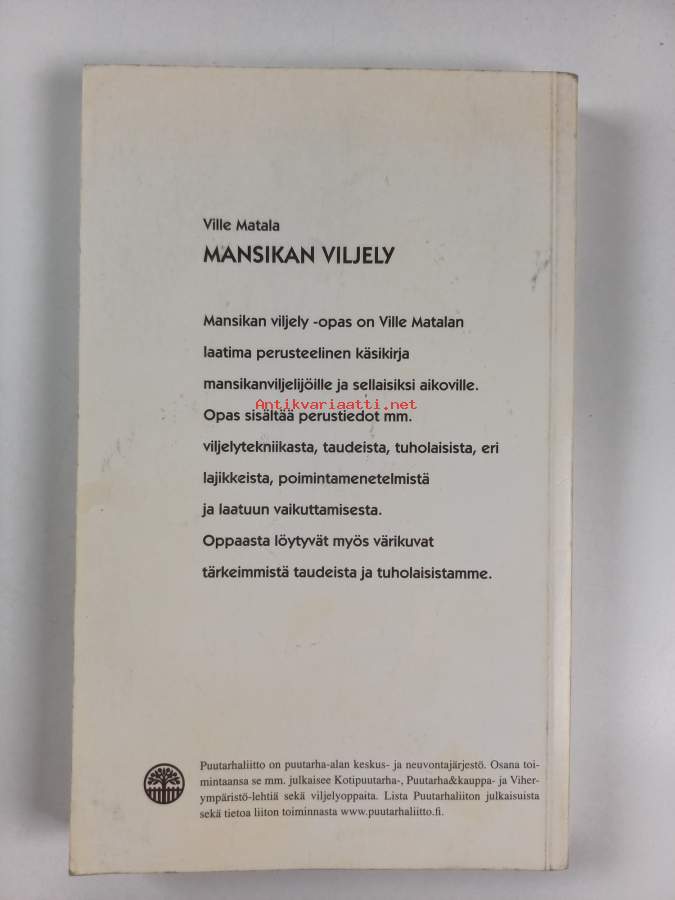 Ville Matala
MANSIKAN VILJELY
Mansikan viljely -opas on Ville Matalan
laatima perusteelinen käsikirja
mansikanviljelijöille ja sellaisiksi aikoville.
Antikvariaatti.net
Opas sisältää perustiedot mm.
viljelytekniikasta, taudeista, tuholaisista, eri
lajikkeista, poimintamenetelmistä
ja laatuun vaikuttamisesta.
Oppaasta löytyvät myös värikuvat
tärkeimmistä taudeista ja tuholaisistamme.
Puutarhaliitto on puutarha-alan keskus- ja neuvontajärjestö. Osana toi-
mintaansa se mm. julkaisee Kotipuutarha-, Puutarha&kauppa- ja Viher-
ympäristö-lehtiä sekä viljelyoppaita. Lista Puutarhaliiton julkaisuista
sekä tietoa liiton toiminnasta www.puutarhaliitto.fi.